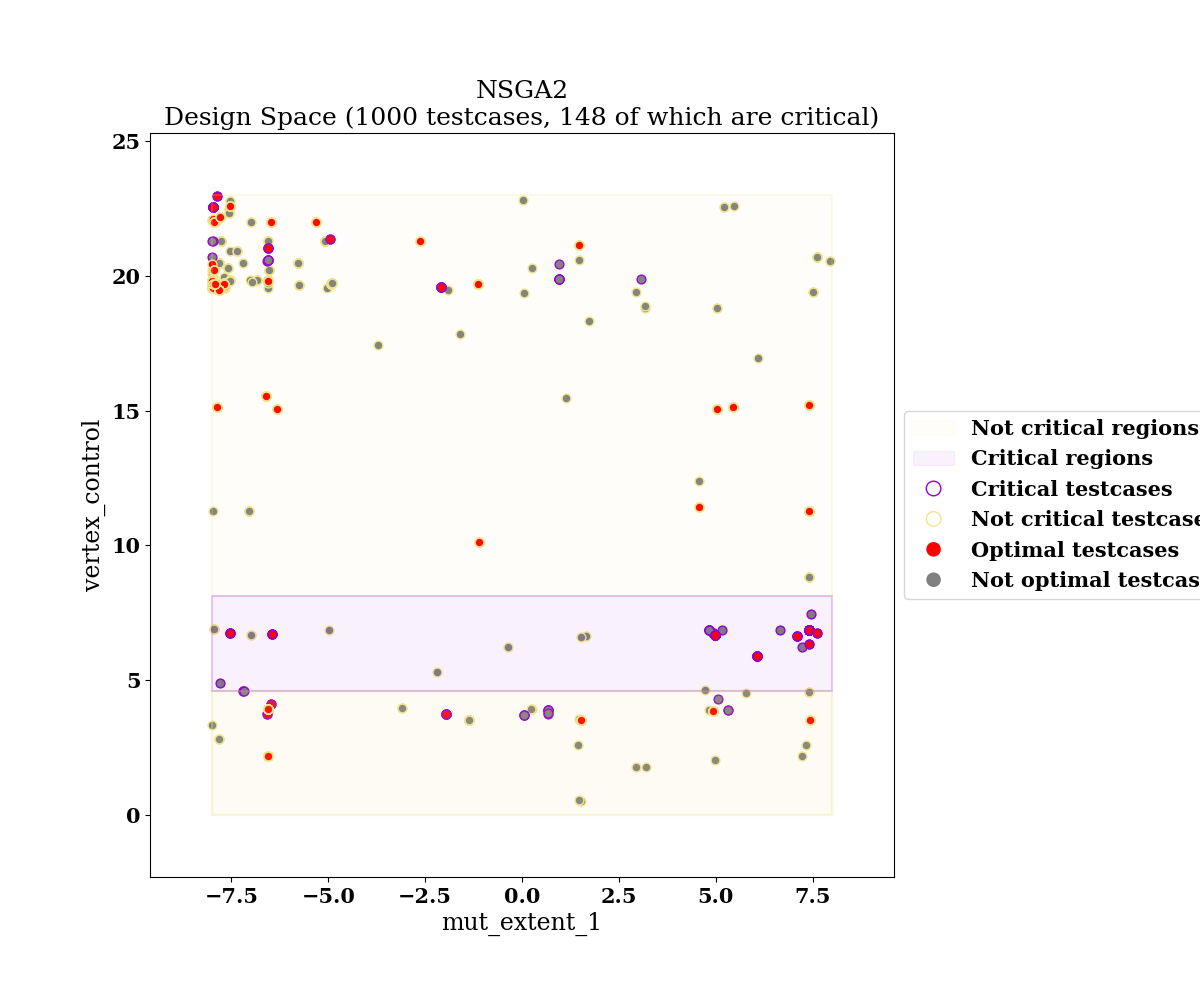 NSGA2
Design Space (1000 testcases, 148 of which are critical)
25
20
15
10
5
0
vertex_control
−7.5 −5.0 −2.5 0.0 2.5 5.0 7.5
mut_extent_1
Not critical regions
Critical regions
Critical testcases
Not critical testcase
Optimal testcases
Not optimal testcas